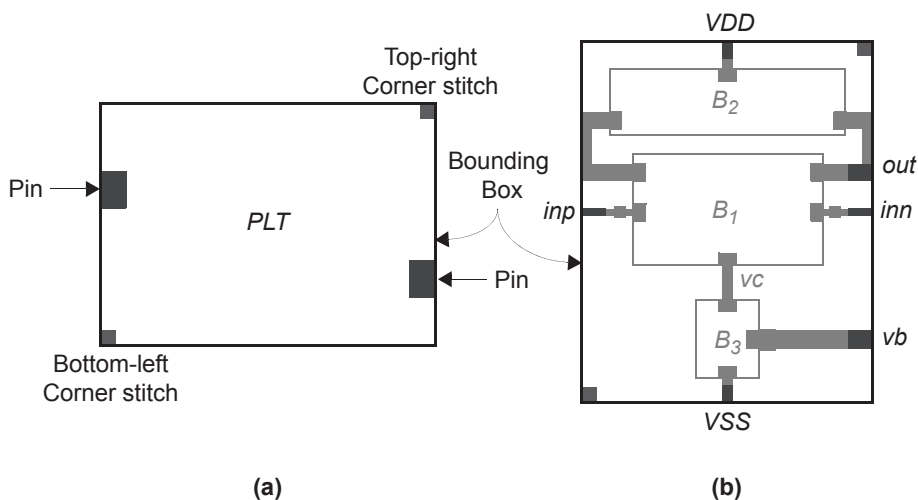 Top-right
Corner stitch
Pin
PLT
Bounding
Box
Pin
Bottom-left
Corner stitch
(a)
VDD
B2
out
inp
B1
inn
vc
B3
vb
VSS
(b)